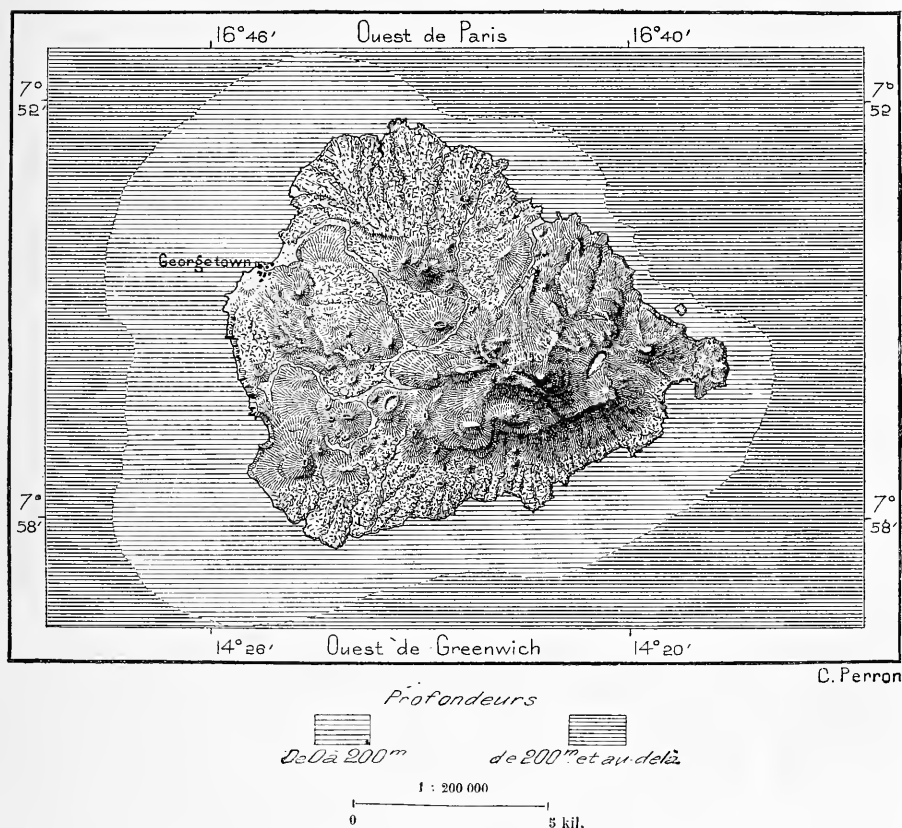 16°46' Ouest de Paris 16°40'
7° 7°
52' 52
Georgetown
7° 7°
58' 58'
14°26' Ouest de Greenwich 14°20'
C. Perron
Profondeurs
De 0 à 200m de 200m et au-delà
1 : 200 000
0 5 kil.